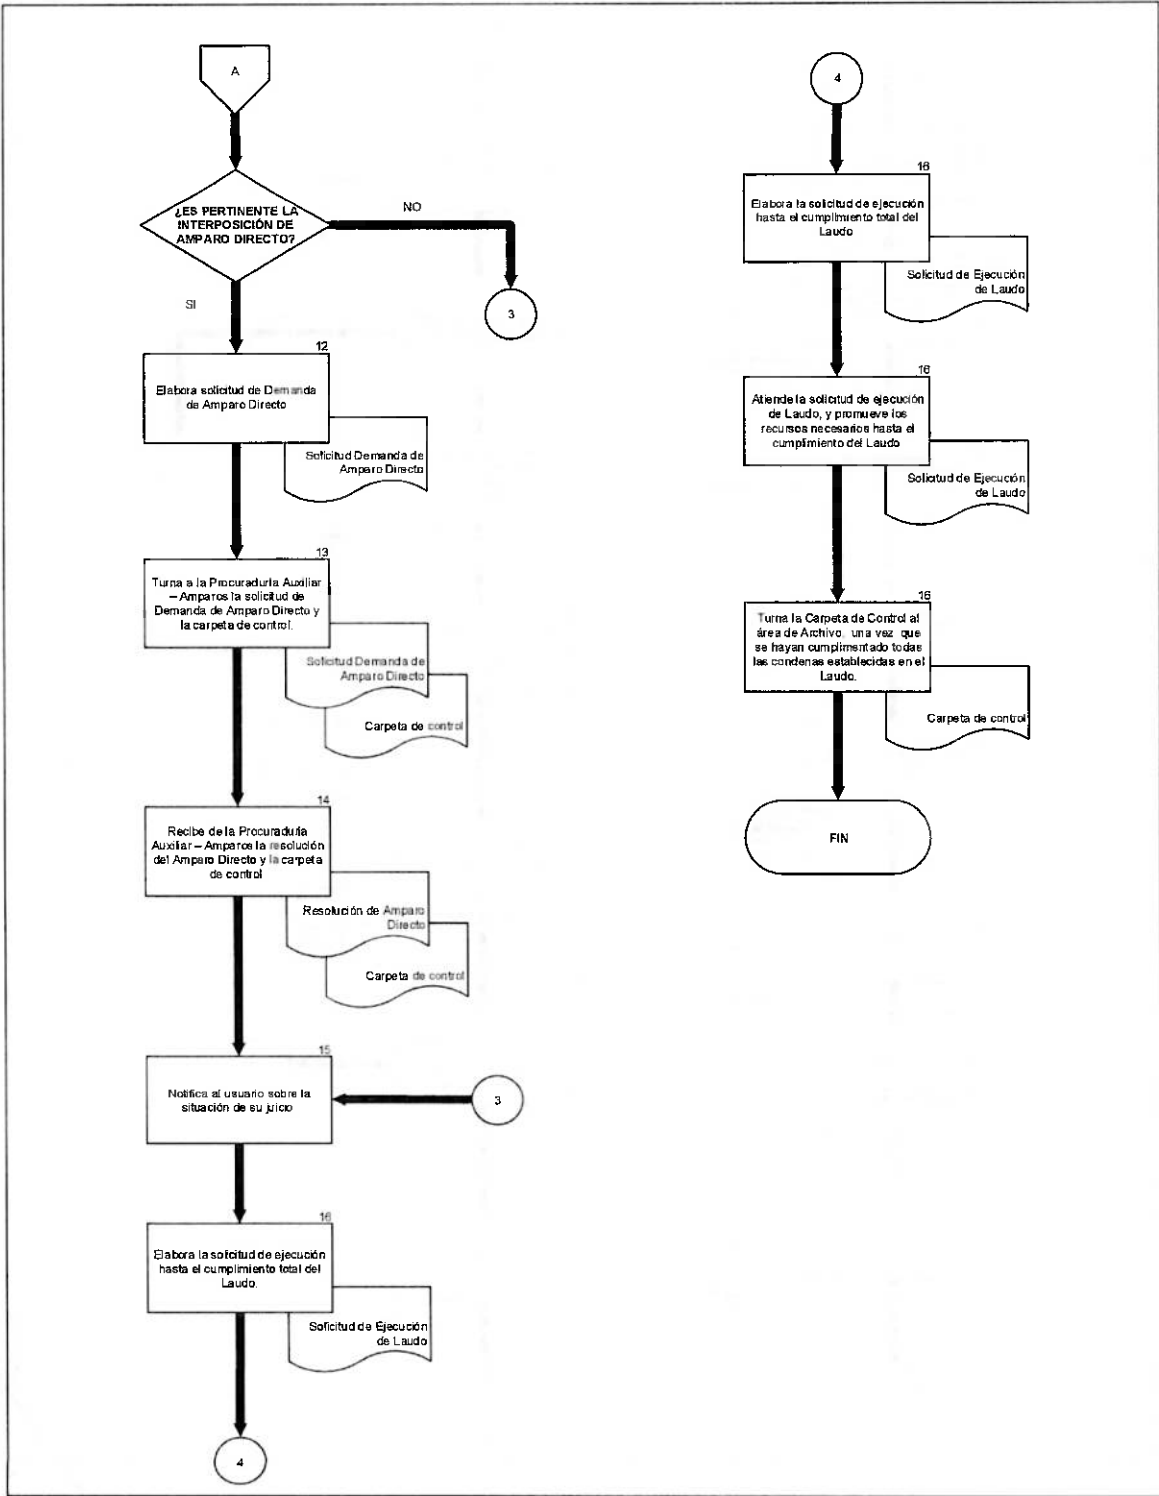 A
¿ES PERTINENTE LA
INTERPOSICIÓN DE
AMPARO DIRECTO?
NO
3
SI
12
Elabora solicitud de Demanda
de Amparo Directo
Solicitud Demanda de
Amparo Directo
13
Turna a la Procuraduría Auxiliar
– Amparos la solicitud de
Demanda de Amparo Directo y
la carpeta de control.
Solicitud Demanda de
Amparo Directo
Carpeta de control
14
Recibe de la Procuraduría
Auxiliar – Amparos la resolución
del Amparo Directo y la carpeta
de control
Resolución de Amparo
Directo
Carpeta de control
15
Notifica al usuario sobre la
situación de su juicio
3
16
Elabora la solicitud de ejecución
hasta el cumplimiento total del
Laudo.
Solicitud de Ejecución
de Laudo
4
4
16
Elabora la solicitud de ejecución
hasta el cumplimiento total del
Laudo
Solicitud de Ejecución
de Laudo
16
Atiende la solicitud de ejecución
de Laudo, y promueve los
recursos necesarios hasta el
cumplimiento del Laudo
Solicitud de Ejecución
de Laudo
16
Turna la Carpeta de Control al
área de Archivo, una vez que
se hayan cumplimentado todas
las condenas establecidas en el
Laudo.
Carpeta de control
FIN